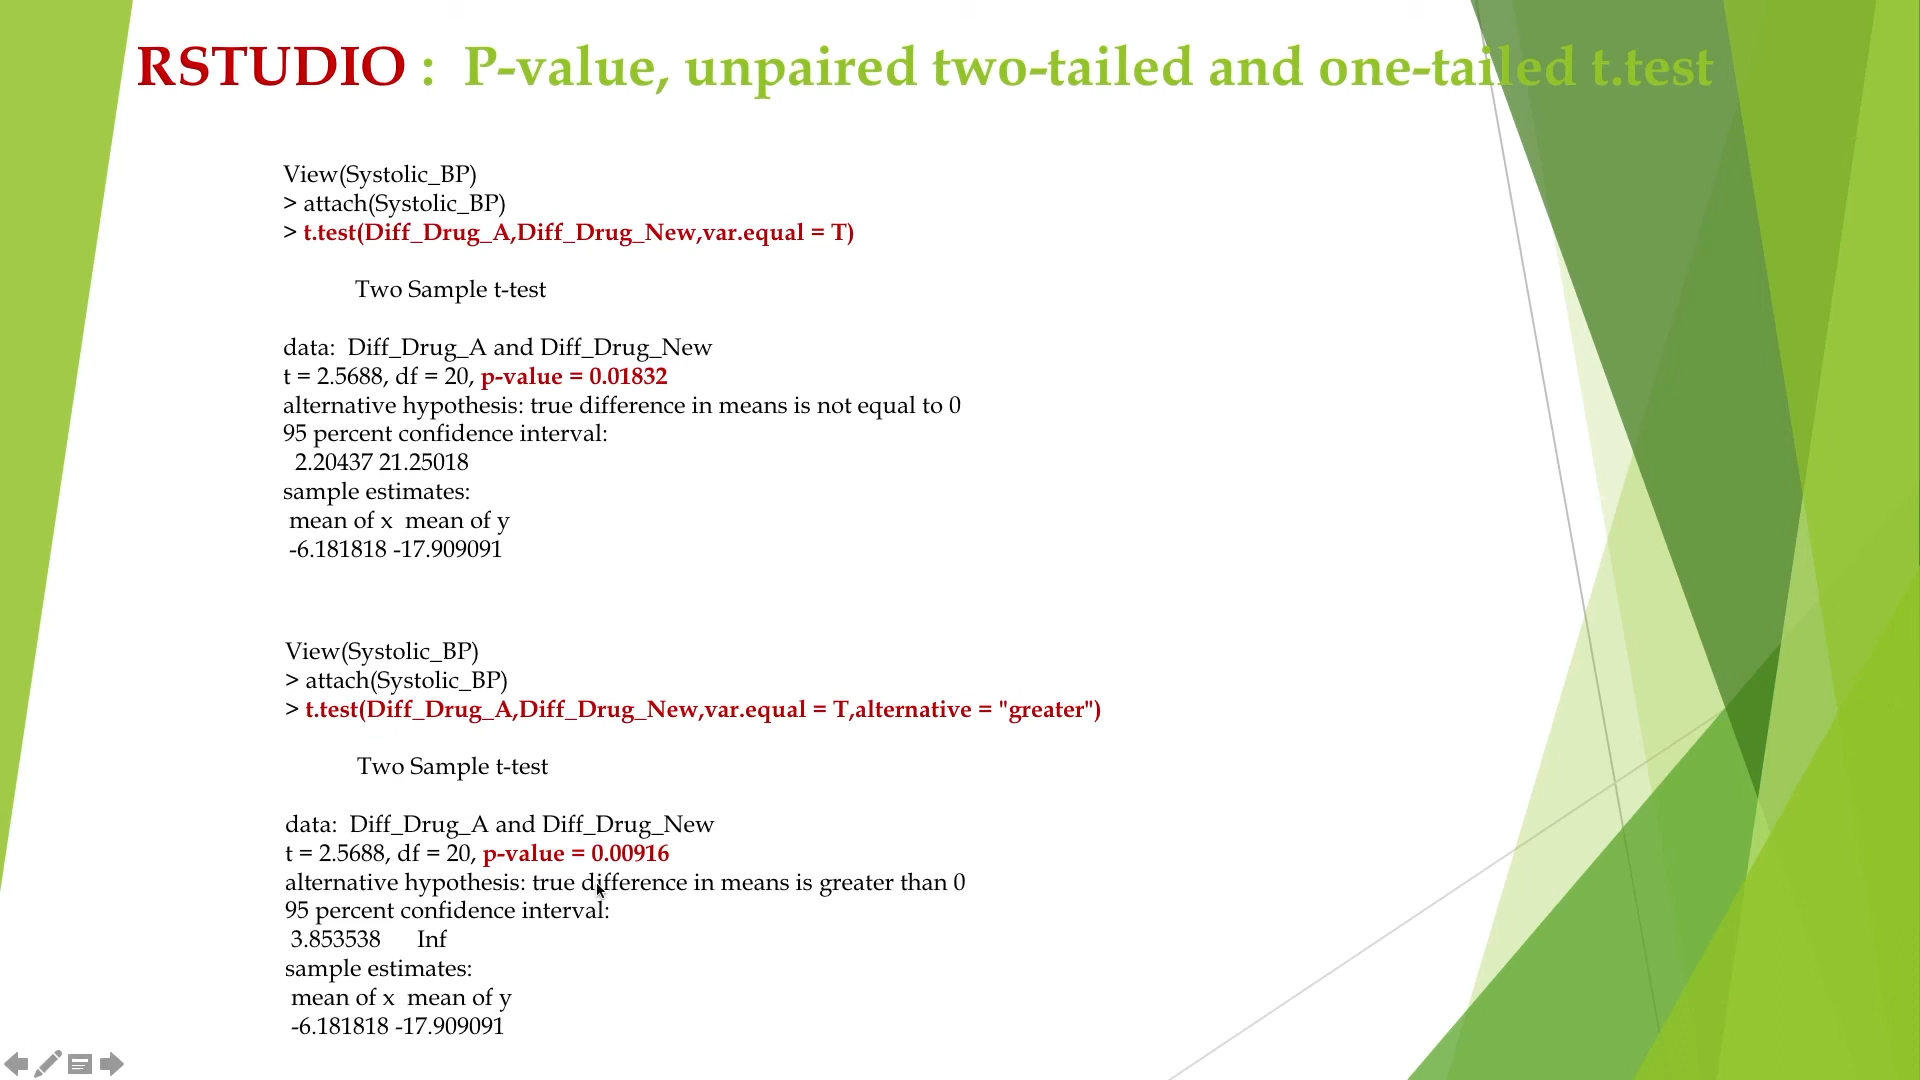 RSTUDIO : P-value, unpaired two-tailed and one-tailed t.test
View(Systolic_BP)
> attach(Systolic_BP)
> t.test(Diff_Drug_A,Diff_Drug_New,var.equal = T)
Two Sample t-test
data: Diff_Drug_A and Diff_Drug_New
t = 2.5688, df = 20, p-value = 0.01832
alternative hypothesis: true difference in means is not equal to 0
95 percent confidence interval:
2.20437 21.25018
sample estimates:
mean of x mean of y
-6.181818 -17.909091
View(Systolic_BP)
> attach(Systolic_BP)
> t.test(Diff_Drug_A,Diff_Drug_New,var.equal = T,alternative = "greater")
Two Sample t-test
data: Diff_Drug_A and Diff_Drug_New
t = 2.5688, df = 20, p-value = 0.00916
alternative hypothesis: true difference in means is greater than 0
95 percent confidence interval:
3.853538 Inf
sample estimates:
mean of x mean of y
-6.181818 -17.909091